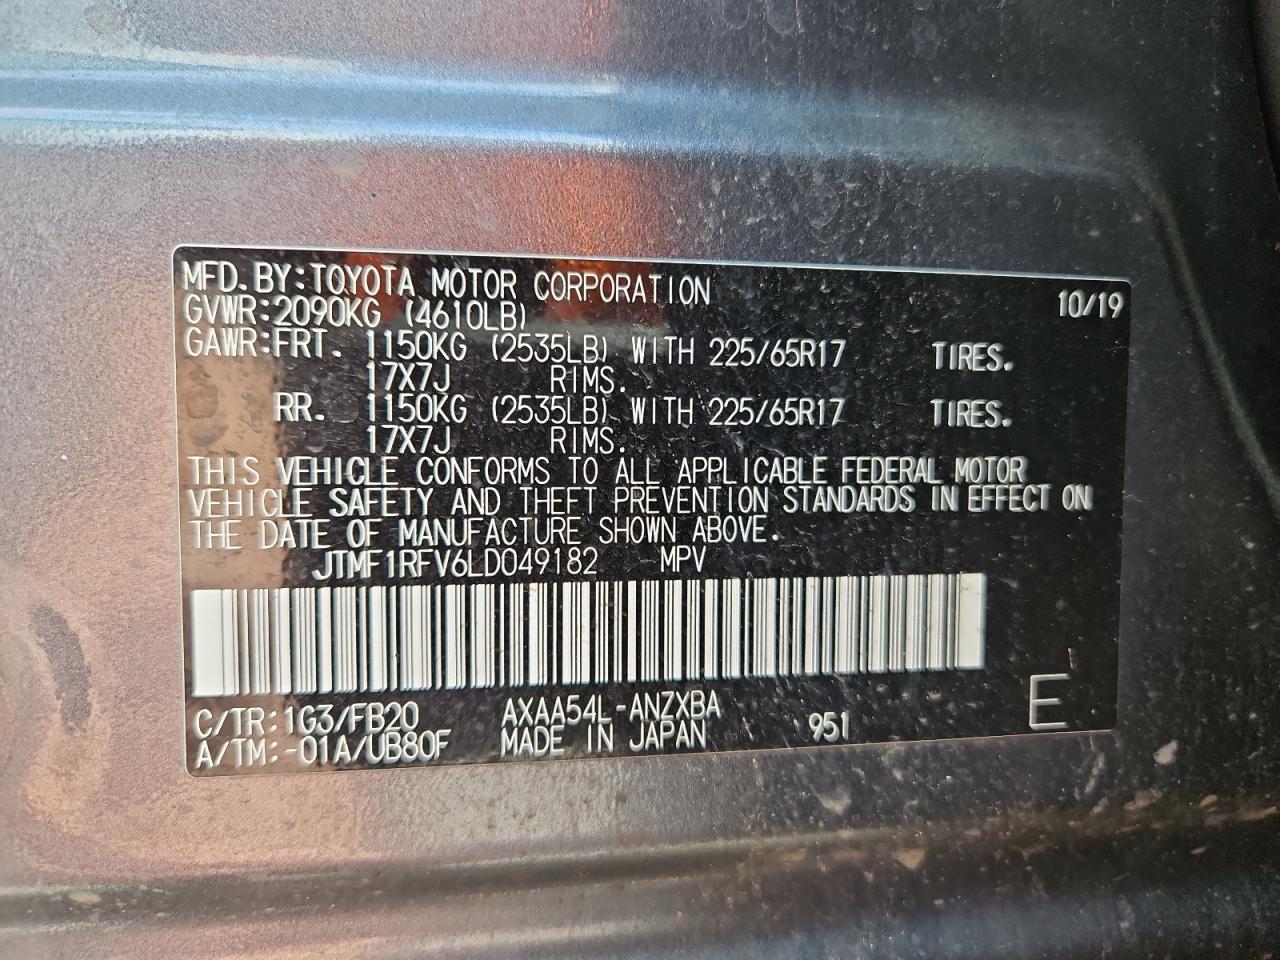 MFD. BY: TOYOTA MOTOR CORPORATION 10/19
GVWR: 2090KG (4610LB)
GAWR: FRT. 1150KG (2535LB) WITH 225/65R17 TIRES.
17X7J RIMS.
RR. 1150KG (2535LB) WITH 225/65R17 TIRES.
17X7J RIMS.
THIS VEHICLE CONFORMS TO ALL APPLICABLE FEDERAL MOTOR
VEHICLE SAFETY AND THEFT PREVENTION STANDARDS IN EFFECT ON
THE DATE OF MANUFACTURE SHOWN ABOVE.
JTMF1RFV6LD049182 MPV
C/TR: 1G3/FB20 AXAA54L-ANZXBA
A/TM: -01A/UB80F MADE IN JAPAN 951 E